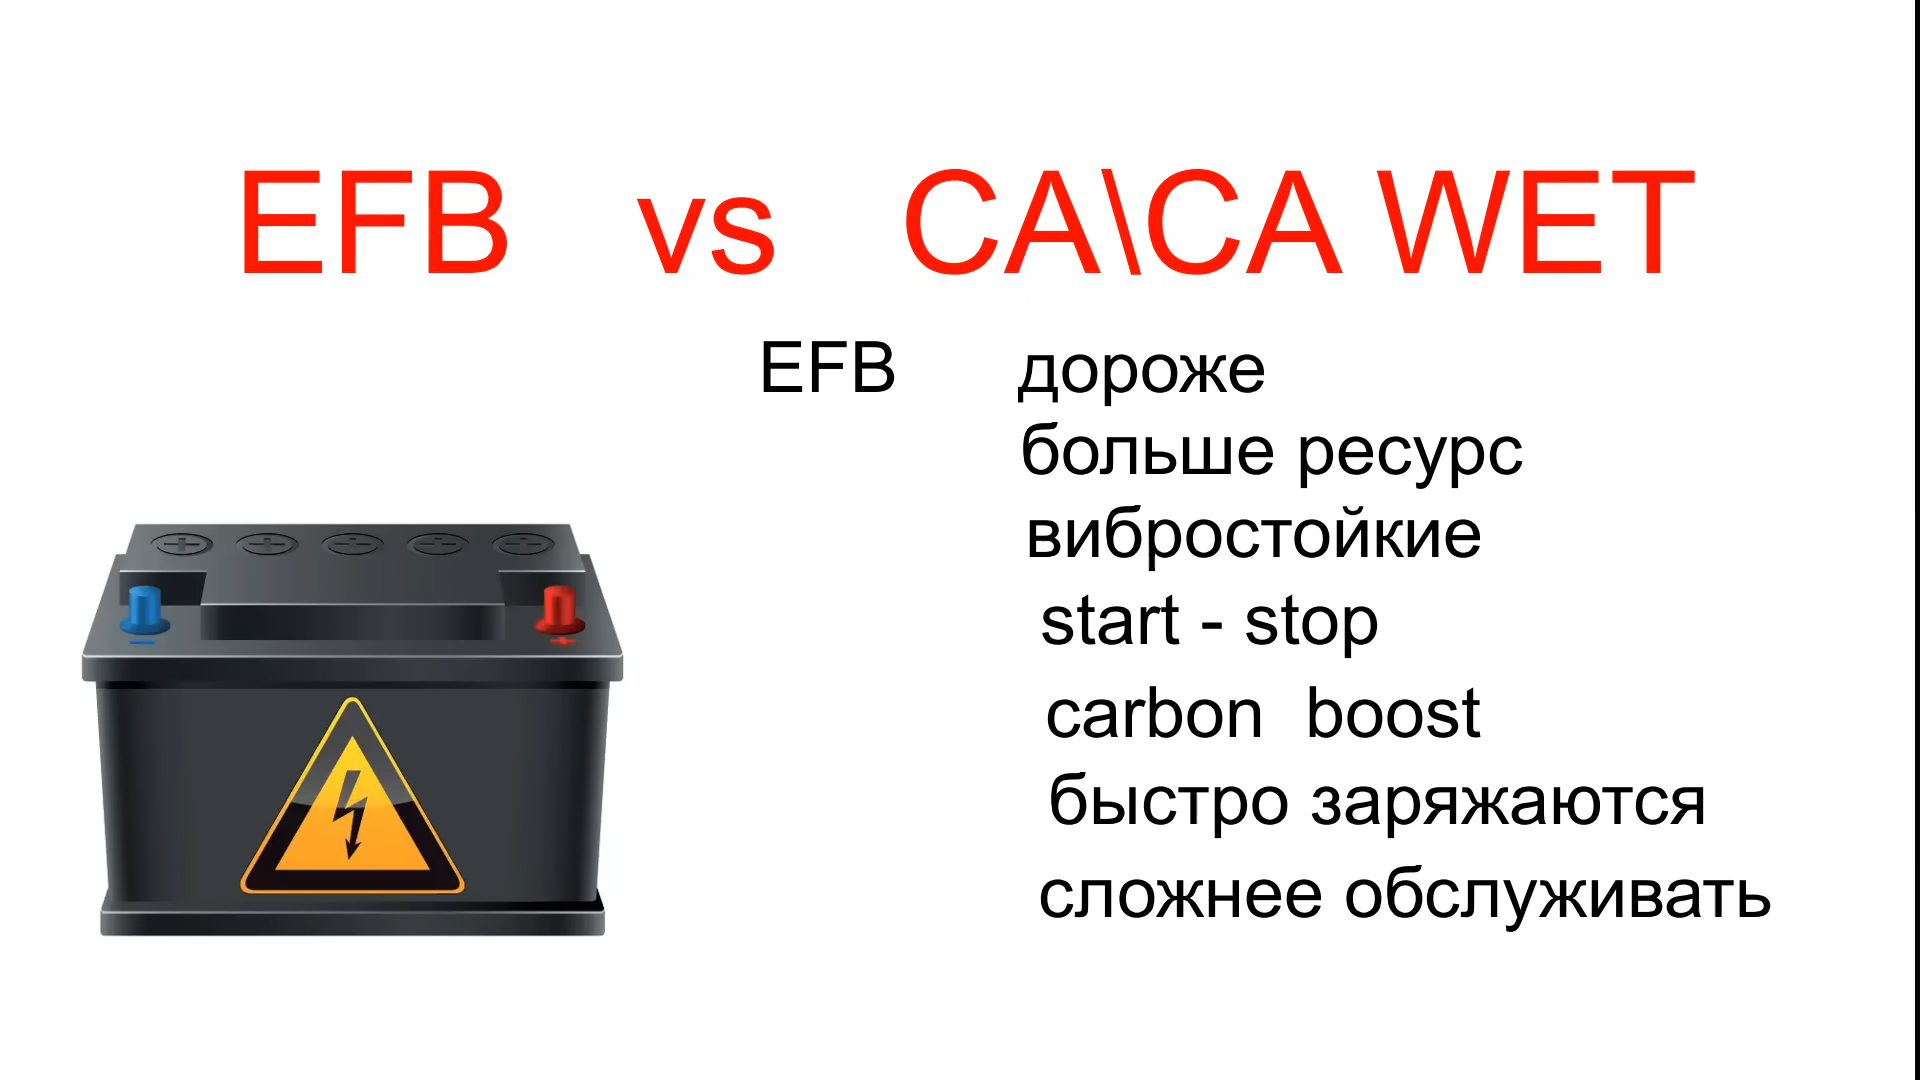 EFB vs CA\CA WET
EFB дороже
больше ресурс
вибростойкие
start - stop
carbon boost
быстро заряжаются
сложнее обслуживать